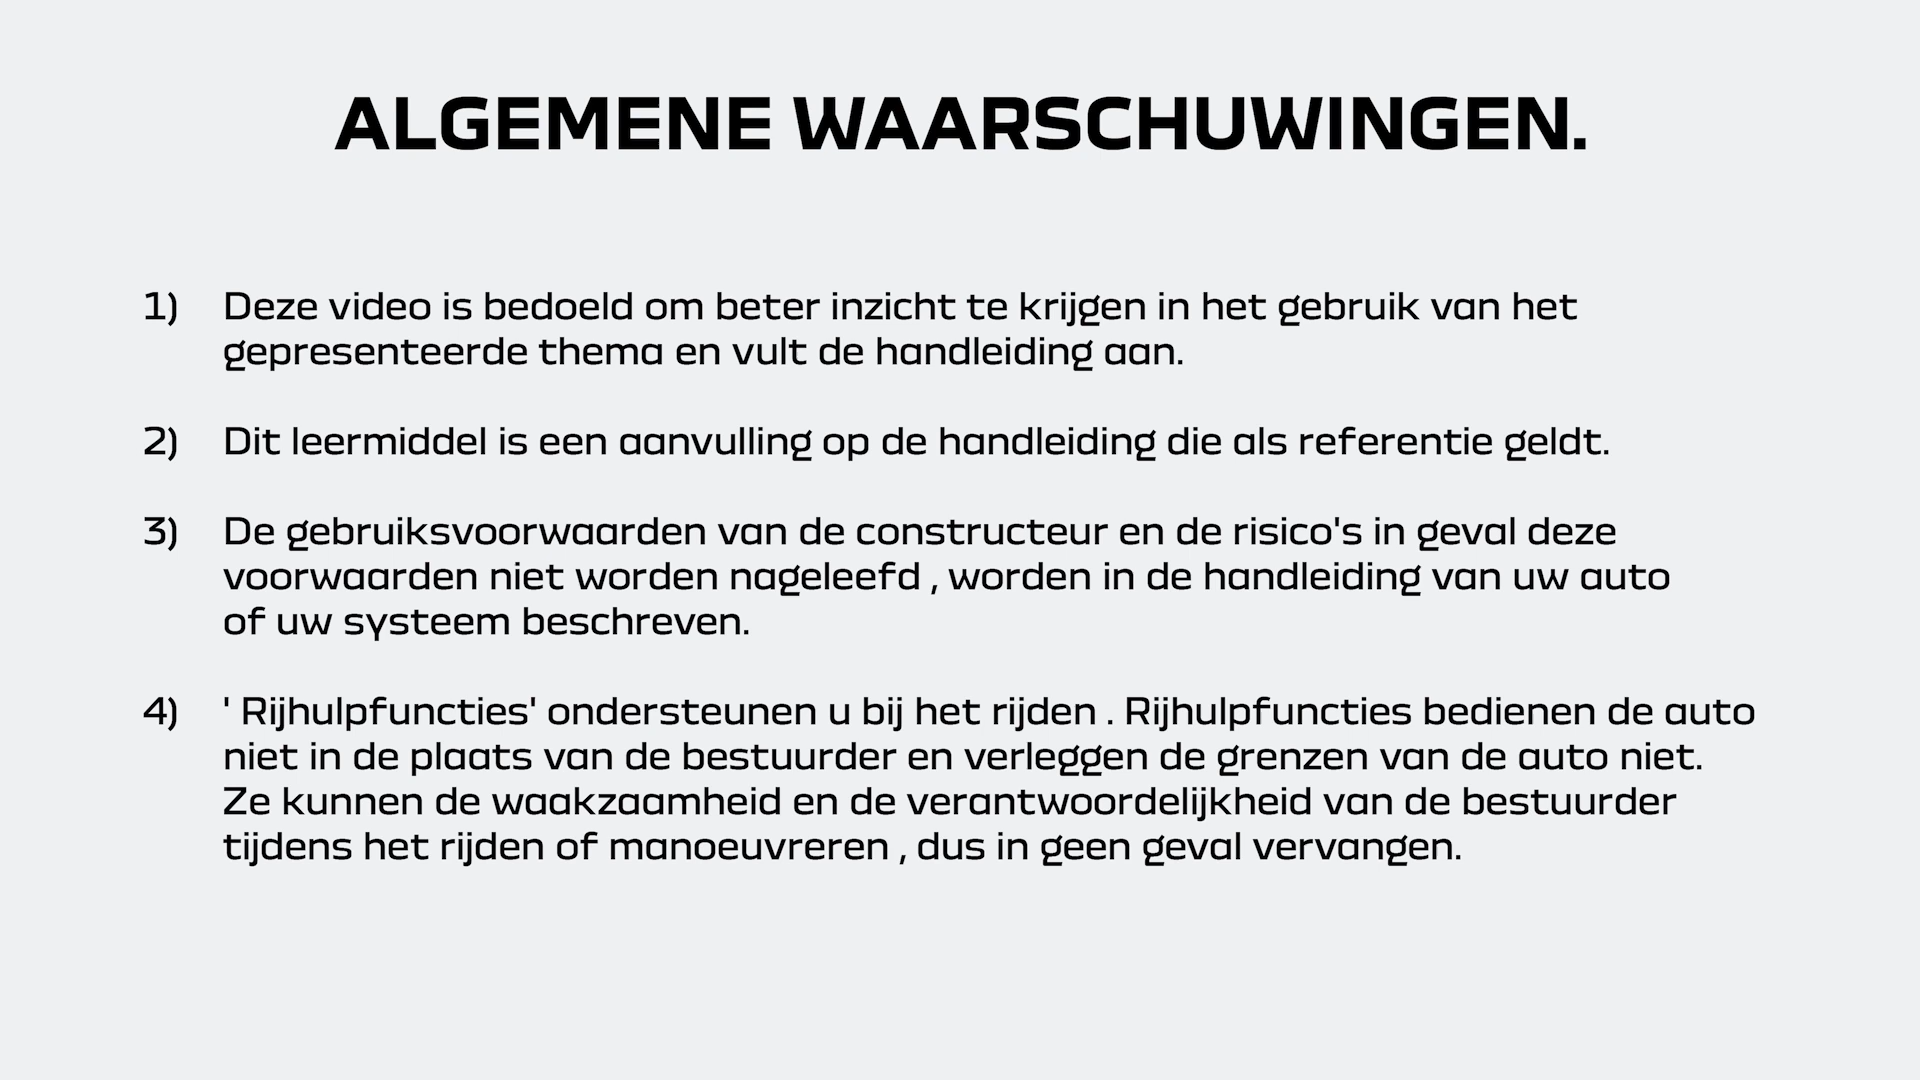 ALGEMENE WAARSCHUWINGEN.
1) Deze video is bedoeld om beter inzicht te krijgen in het gebruik van het
gepresenteerde thema en vult de handleiding aan.
2) Dit leermiddel is een aanvulling op de handleiding die als referentie geldt.
3) De gebruiksvoorwaarden van de constructeur en de risico's in geval deze
voorwaarden niet worden nageleefd , worden in de handleiding van uw auto
of uw systeem beschreven.
4) ' Rijhulpfuncties' ondersteunen u bij het rijden . Rijhulpfuncties bedienen de auto
niet in de plaats van de bestuurder en verleggen de grenzen van de auto niet.
Ze kunnen de waakzaamheid en de verantwoordelijkheid van de bestuurder
tijdens het rijden of manoeuvreren , dus in geen geval vervangen.